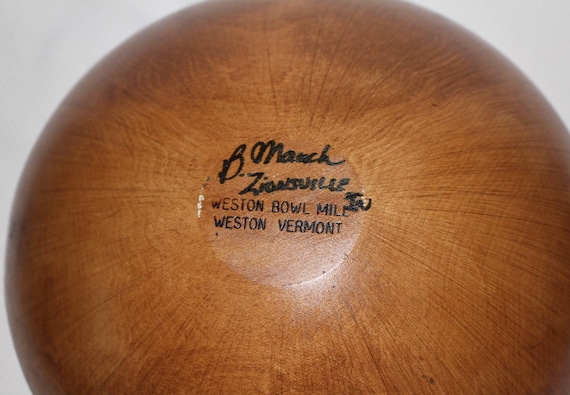 B. Mauch
Zionsville
IN
WESTON BOWL MILL
WESTON VERMONT